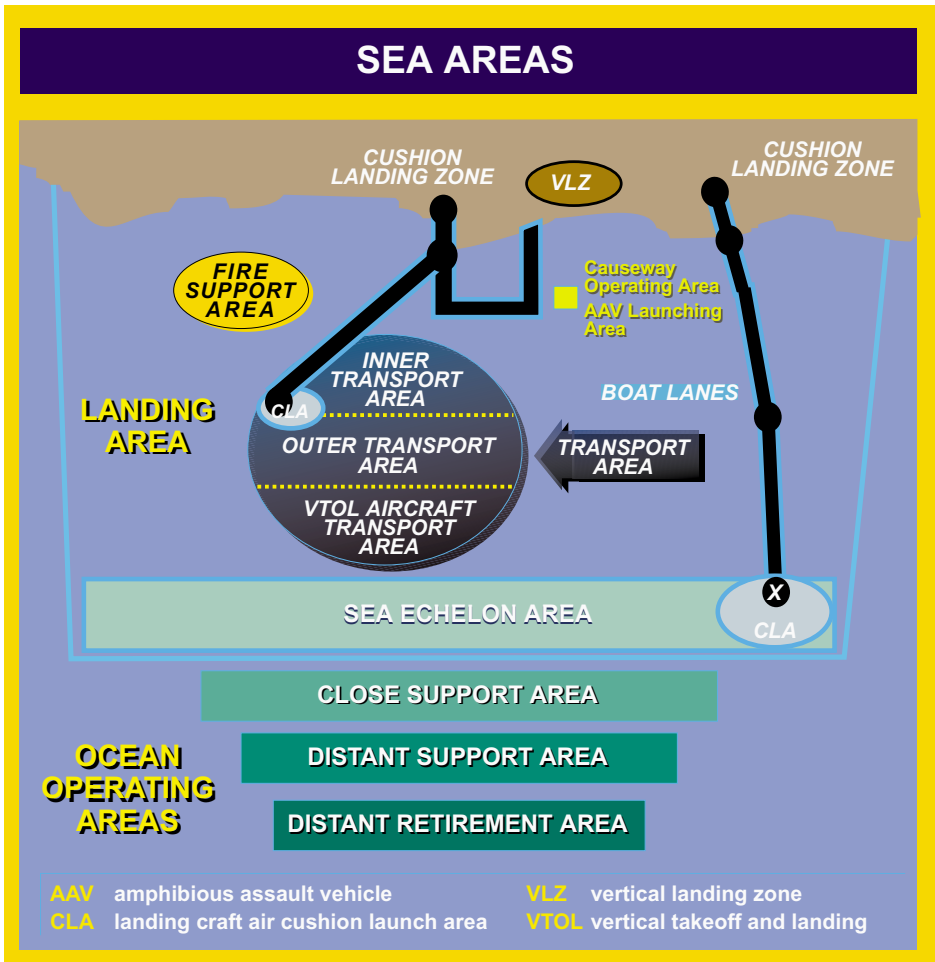 SEA AREAS
CUSHION
LANDING ZONE
VLZ
CUSHION
LANDING ZONE
FIRE
SUPPORT
AREA
Causeway
Operating Area
AAV Launching
Area
INNER
TRANSPORT
AREA
CLA
BOAT LANES
LANDING
AREA
OUTER TRANSPORT
AREA
TRANSPORT
AREA
VTOL AIRCRAFT
TRANSPORT
AREA
X
SEA ECHELON AREA
CLA
CLOSE SUPPORT AREA
OCEAN
OPERATING
AREAS
DISTANT SUPPORT AREA
DISTANT RETIREMENT AREA
AAV amphibious assault vehicle
CLA landing craft air cushion launch area
VLZ vertical landing zone
VTOL vertical takeoff and landing